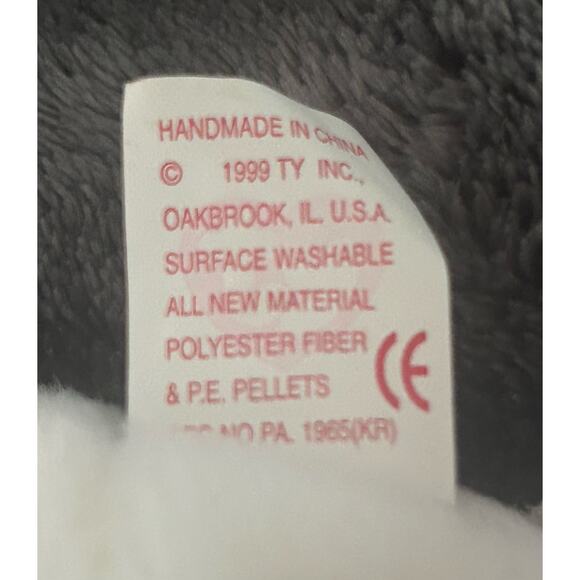 HANDMADE IN CHINA
© 1999 TY INC.,
OAKBROOK, IL. U.S.A.
SURFACE WASHABLE
ALL NEW MATERIAL
POLYESTER FIBER
& P.E. PELLETS
CE
NO PA. 1965(KR)